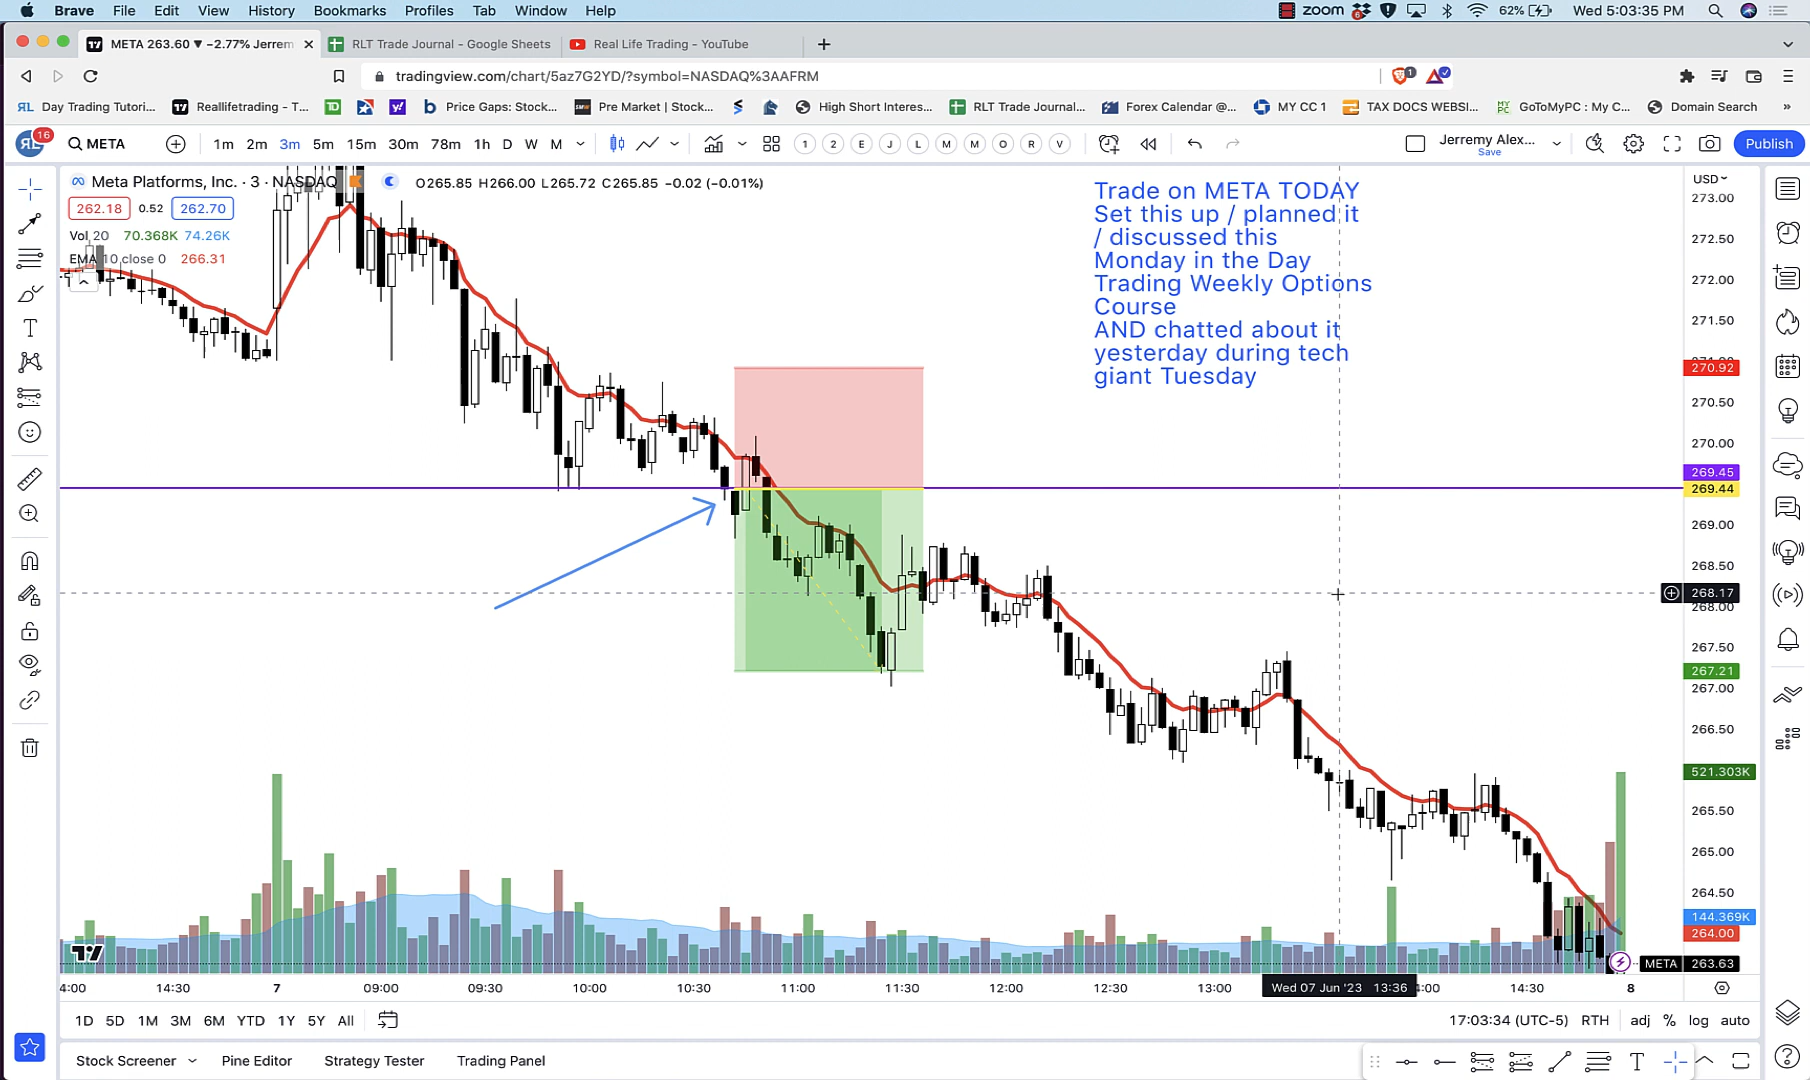 Brave File Edit View History Bookmarks Profiles Tab Window Help zoom 6 62% Wed 5:03:35 PM
META 263.60 ▼ −2.77% Jerrem RLT Trade Journal - Google Sheets Real Life Trading - YouTube
tradingview.com/chart/5az7G2YD/?symbol=NASDAQ%3AAFRM 1
Day Trading Tutori... Reallifetrading - T... TD y! b Price Gaps: Stock... SMW Pre Market | Stock... High Short Interes... RLT Trade Journal... Forex Calendar @... MY CC 1 TAX DOCS WEBSI... MY PC GoToMyPC : My C... Domain Search »
16 META 1m 2m 3m 5m 15m 30m 78m 1h D W M 1 2 E J L M M O R V Jerremy Alex... Publish
Save
Meta Platforms, Inc. · 3 · NASDAQ O265.85 H266.00 L265.72 C265.85 −0.02 (−0.01%)
262.18 0.52 262.70
Vol 20 70.368K 74.26K
EMA 10 close 0 266.31
Trade on META TODAY
Set this up / planned it
/ discussed this
Monday in the Day
Trading Weekly Options
Course
AND chatted about it
yesterday during tech
giant Tuesday
USD
273.00
272.50
272.00
271.50
270.92
270.50
270.00
269.45
269.44
269.00
268.50
268.17
268.00
267.50
267.21
267.00
266.50
521.303K
265.50
265.00
264.50
144.369K
264.00
META 263.63
14:30 7 09:00 09:30 10:00 10:30 11:00 11:30 12:00 12:30 13:00 Wed 07 Jun '23 13:36 14:30 8
1D 5D 1M 3M 6M YTD 1Y 5Y All 17:03:34 (UTC-5) RTH adj % log auto
Stock Screener Pine Editor Strategy Tester Trading Panel